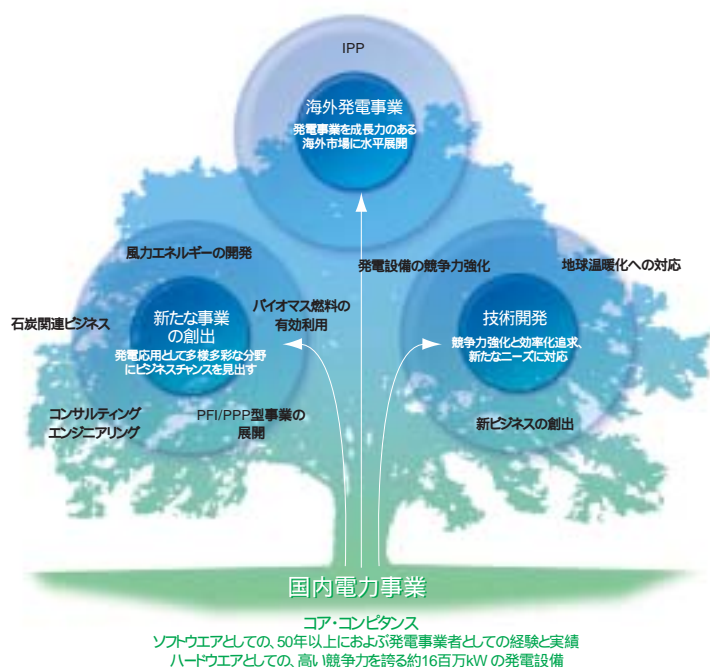 IPP
海外発電事業
発電事業を成長力のある
海外市場に水平展開
風力エネルギーの開発
石炭関連ビジネス
バイオマス燃料の
有効利用
新たな事業
の創出
発電応用として多様多彩な分野
にビジネスチャンスを見出す
コンサルティング
エンジニアリング
PFI/PPP型事業の
展開
発電設備の競争力強化
地球温暖化への対応
技術開発
競争力強化と効率化追求、
新たなニーズに対応
新ビジネスの創出
国内電力事業
コア・コンピタンス
ソフトウエアとしての、50年以上におよぶ発電事業者としての経験と実績
ハードウエアとしての、高い競争力を誇る約16百万kWの発電設備